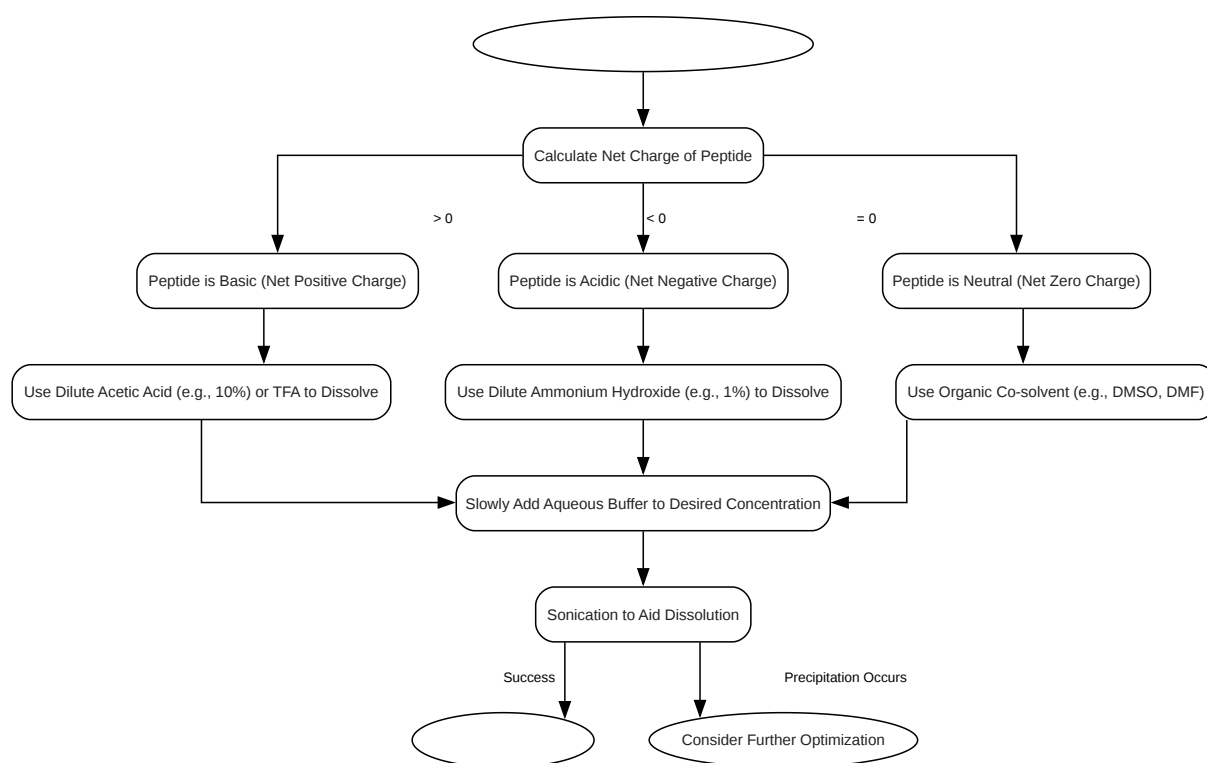 Calculate Net Charge of Peptide
> 0
< 0
= 0
Peptide is Basic (Net Positive Charge)
Peptide is Acidic (Net Negative Charge)
Peptide is Neutral (Net Zero Charge)
Use Dilute Acetic Acid (e.g., 10%) or TFA to Dissolve
Use Dilute Ammonium Hydroxide (e.g., 1%) to Dissolve
Use Organic Co-solvent (e.g., DMSO, DMF)
Slowly Add Aqueous Buffer to Desired Concentration
Sonication to Aid Dissolution
Success
Precipitation Occurs
Consider Further Optimization